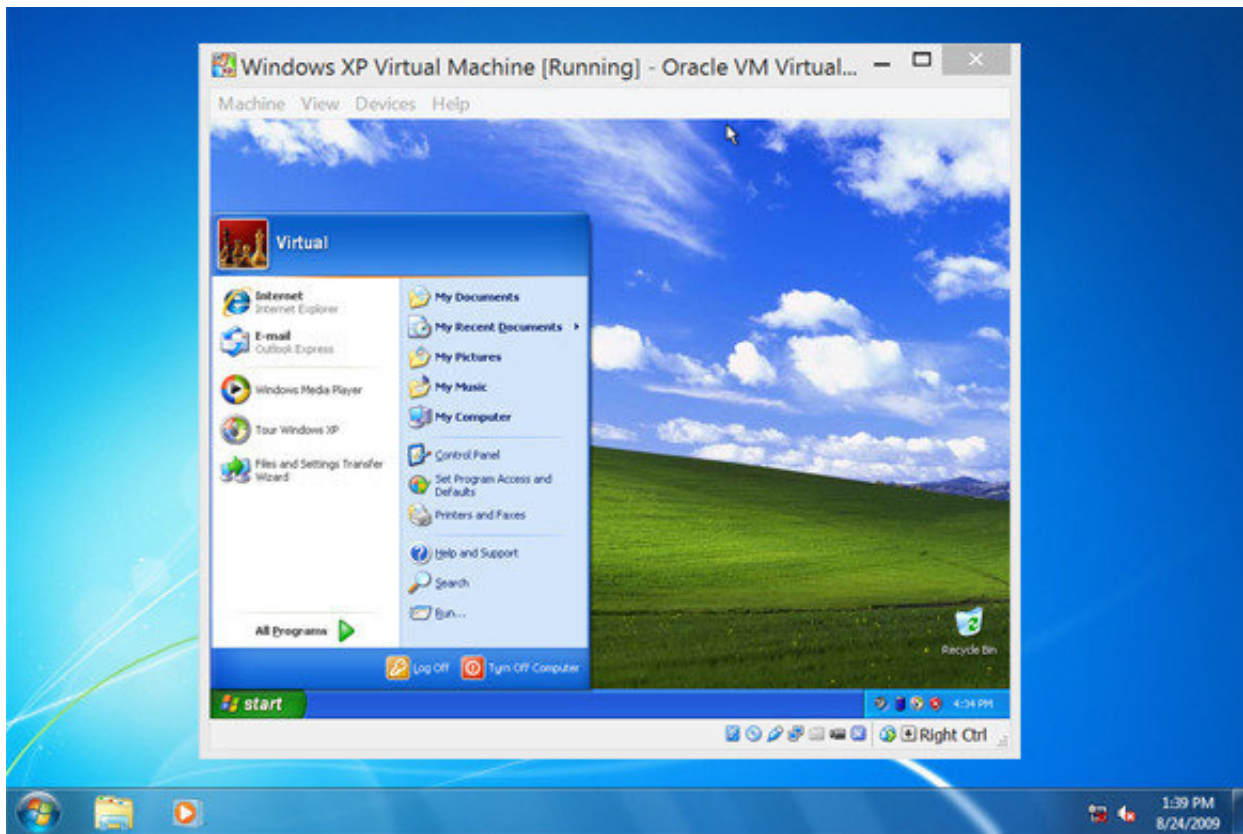 Windows XP Virtual Machine [Running] - Oracle VM Virtual...
Machine View Devices Help
Virtual
Internet
Internet Explorer
E-mail
Outlook Express
Windows Media Player
Tour Windows XP
Files and Settings Transfer
Wizard
All Programs
My Documents
My Recent Documents
My Pictures
My Music
My Computer
Control Panel
Set Program Access and
Defaults
Printers and Faxes
Help and Support
Search
Run...
Log Off Turn Off Computer
Recycle Bin
start
4:34 PM
Right Ctrl
1:39 PM
8/24/2009